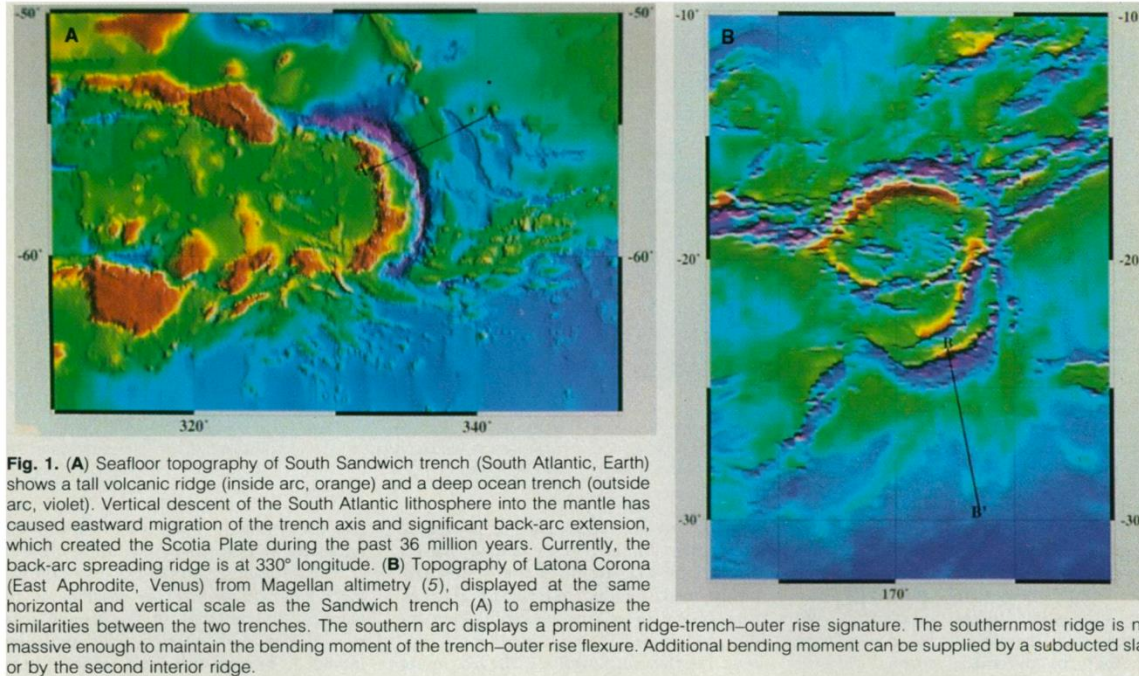 -50˚
A
-50˚
-60˚
-60˚
320˚
340˚
-10˚
B
-10˚
-20˚
-20˚
B
B'
-30˚
-30˚
170˚
Fig. 1. (A) Seafloor topography of South Sandwich trench (South Atlantic, Earth)
shows a tall volcanic ridge (inside arc, orange) and a deep ocean trench (outside
arc, violet). Vertical descent of the South Atlantic lithosphere into the mantle has
caused eastward migration of the trench axis and significant back-arc extension,
which created the Scotia Plate during the past 36 million years. Currently, the
back-arc spreading ridge is at 330° longitude. (B) Topography of Latona Corona
(East Aphrodite, Venus) from Magellan altimetry (5), displayed at the same
horizontal and vertical scale as the Sandwich trench (A) to emphasize the
similarities between the two trenches. The southern arc displays a prominent ridge-trench–outer rise signature. The southernmost ridge is n
massive enough to maintain the bending moment of the trench–outer rise flexure. Additional bending moment can be supplied by a subducted sla
or by the second interior ridge.